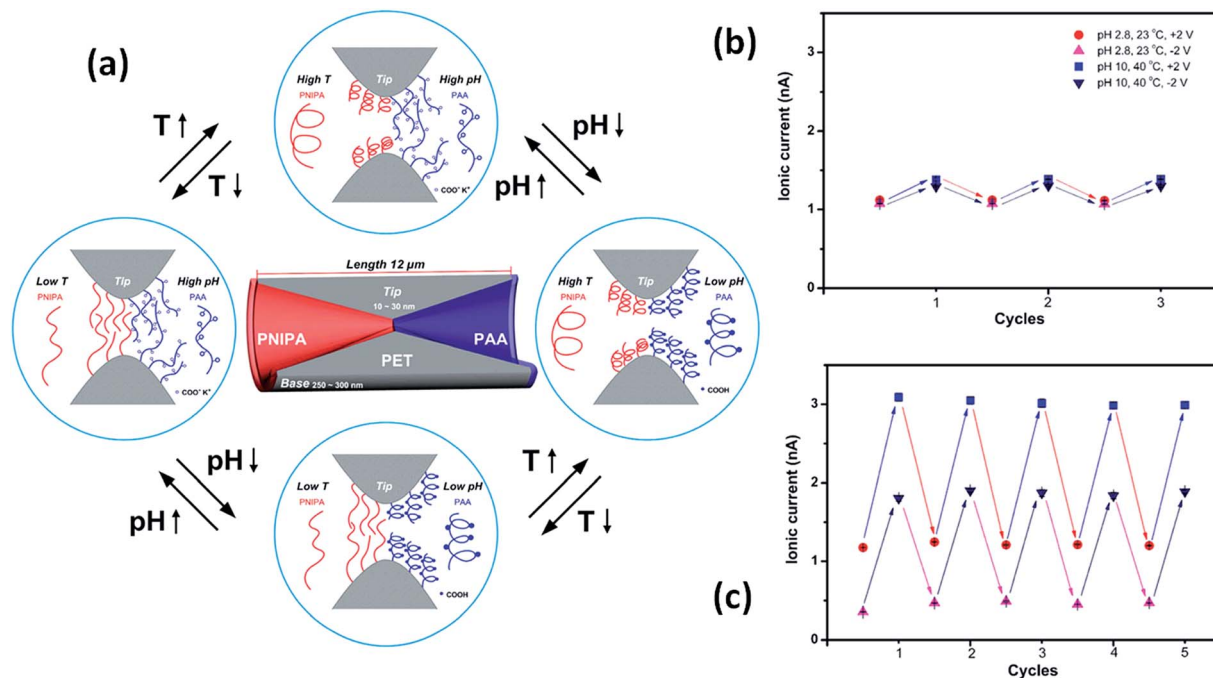 (a)
High T
PNIPA
Tip
High pH
PAA
COO⁻ K⁺
T ↑
T ↓
pH ↓
pH ↑
Low T
PNIPA
Tip
High pH
PAA
COO⁻ K⁺
Length 12 μm
Tip
10 ~ 30 nm
PNIPA
PAA
PET
Base 250 ~ 300 nm
High T
PNIPA
Tip
Low pH
PAA
COOH
pH ↓
pH ↑
T ↑
T ↓
Low T
PNIPA
Tip
Low pH
PAA
COOH
(b)
pH 2.8, 23 °C, +2 V
pH 2.8, 23 °C, -2 V
pH 10, 40 °C, +2 V
pH 10, 40 °C, -2 V
Ionic current (nA)
3
2
1
0
1 2 3
Cycles
(c)
Ionic current (nA)
3
2
1
0
1 2 3 4 5
Cycles